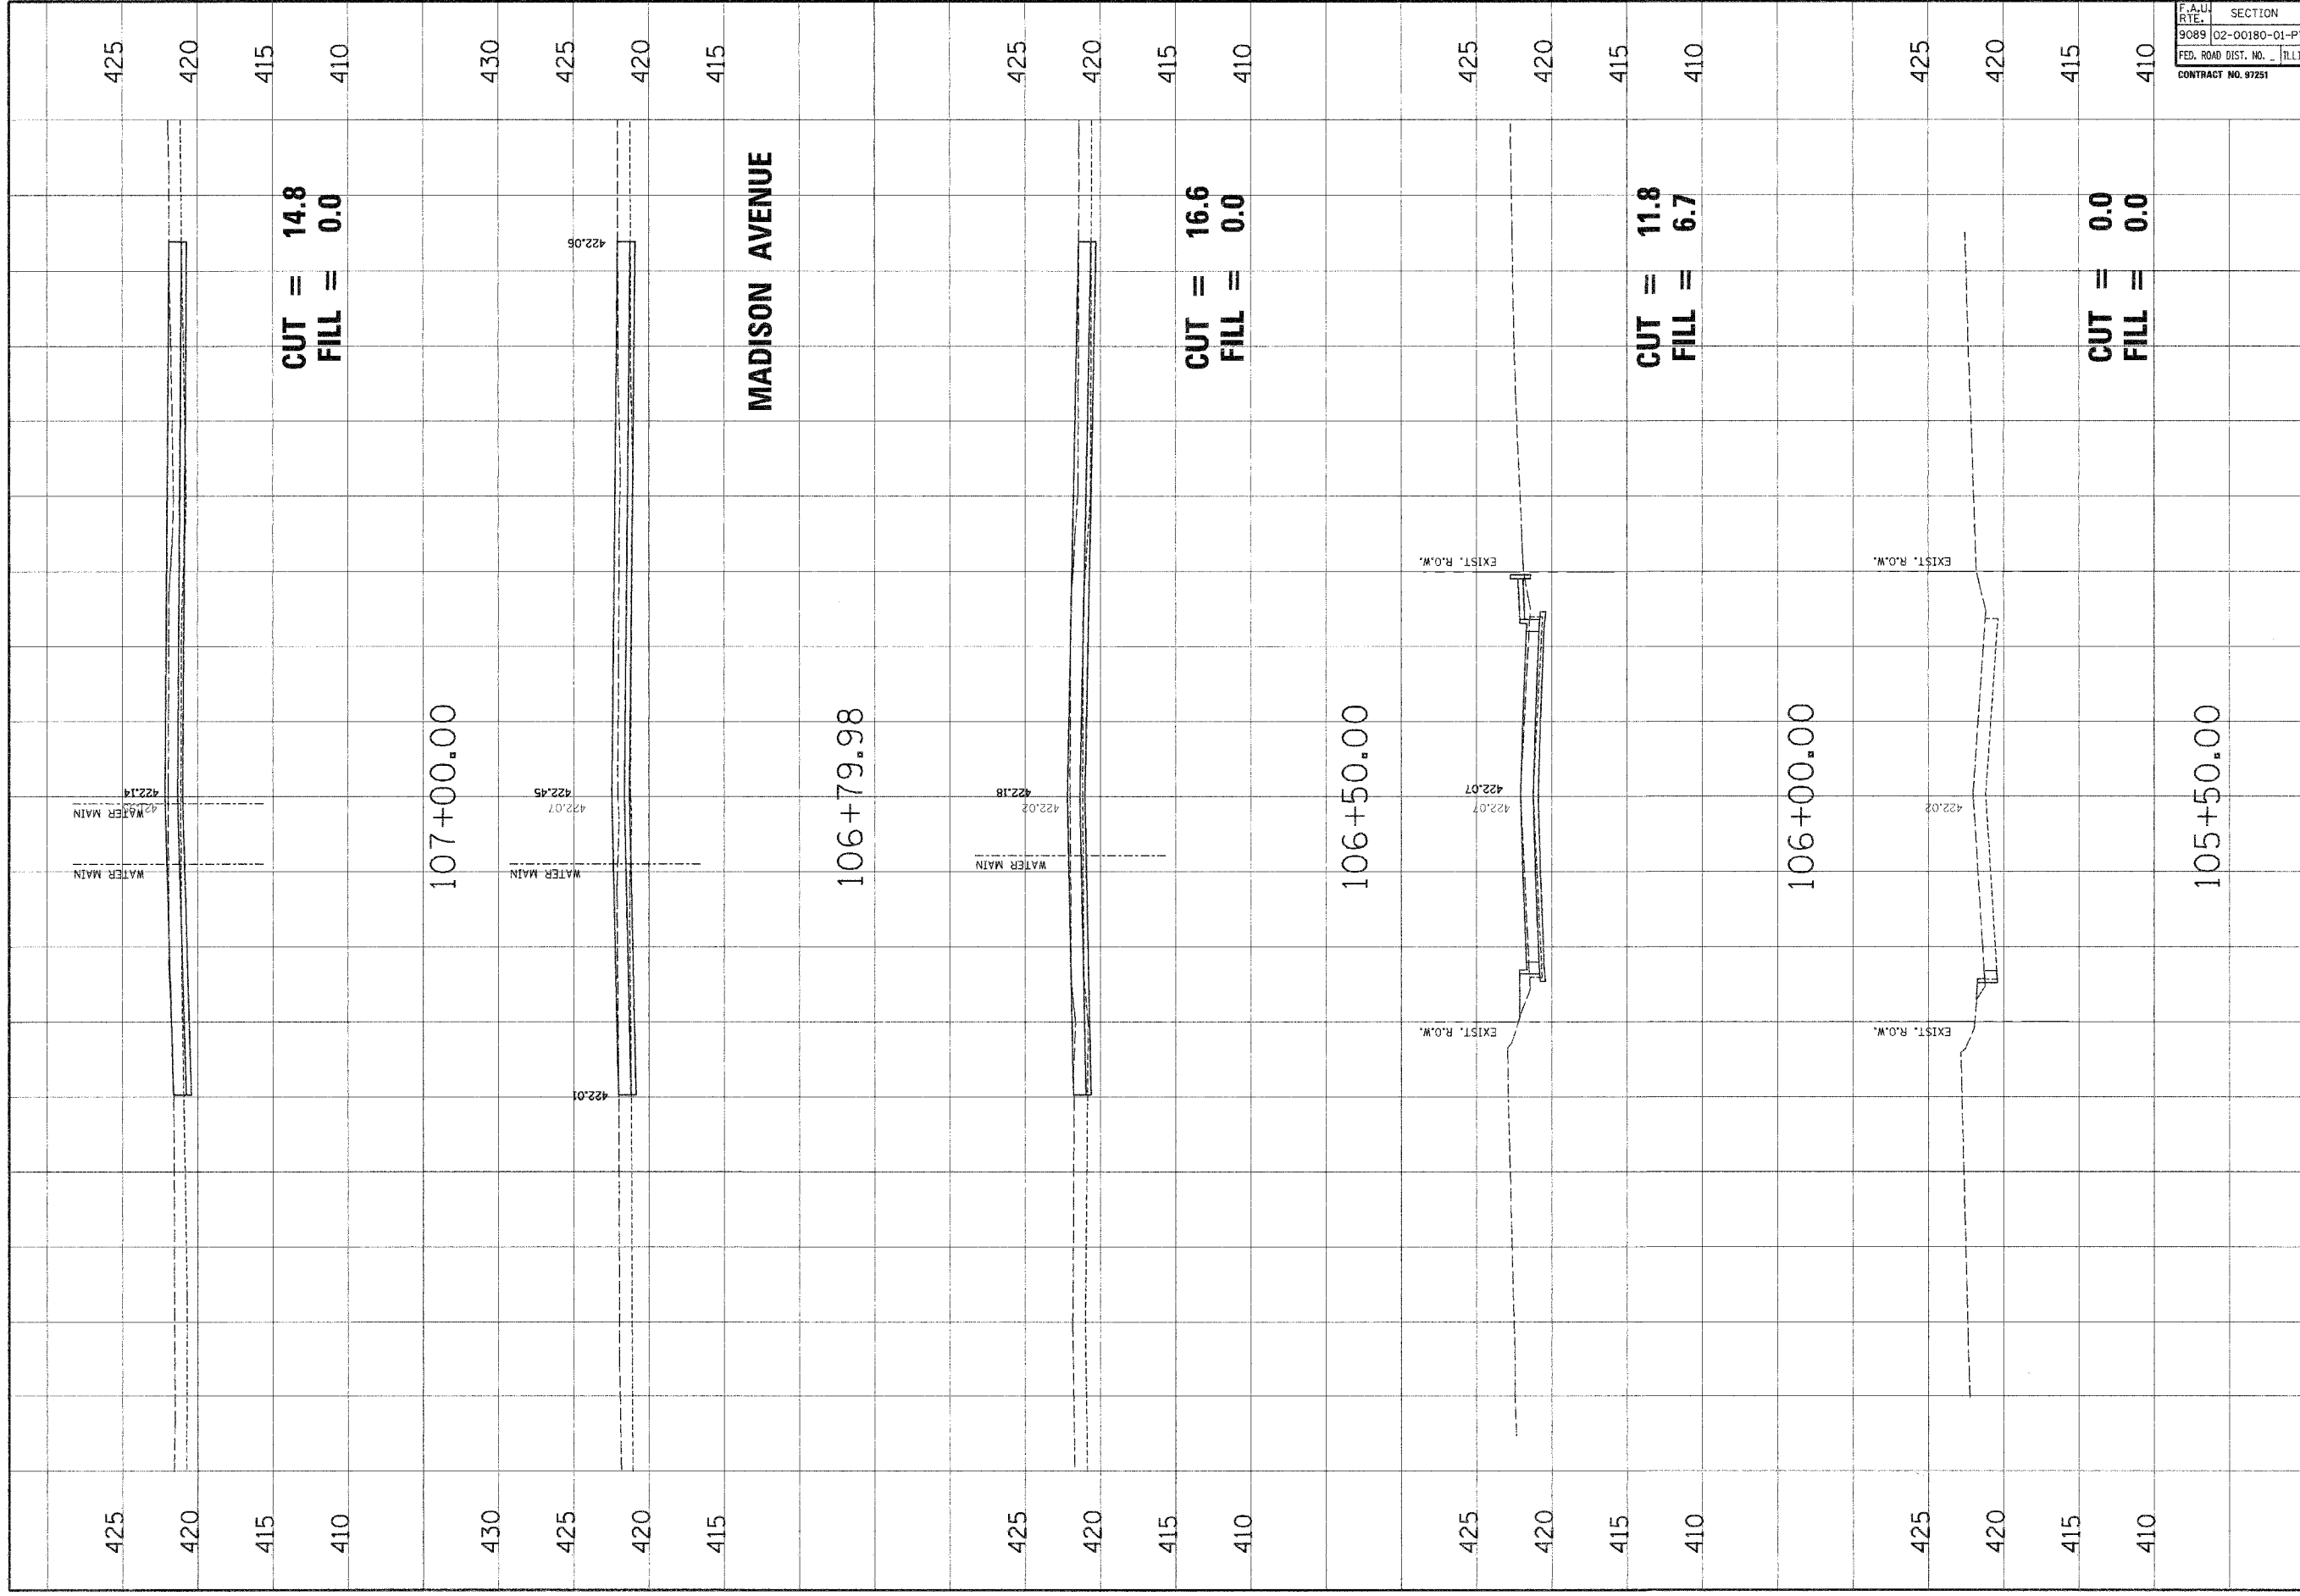 F.A.U. RTE. SECTION
9089 02-00180-01-P
FED. ROAD DIST. NO. _ ILLI
CONTRACT NO. 97251
425 420 415 410
CUT = 14.8
FILL = 0.0
422.14
WATER MAIN
WATER MAIN
107+00.00
425 420 415 410
430 425 420 415
422.06
MADISON AVENUE
422.45
422.07
WATER MAIN
106+79.98
422.01
430 425 420 415
425 420 415 410
CUT = 16.6
FILL = 0.0
422.18
422.02
WATER MAIN
106+50.00
425 420 415 410
425 420 415 410
CUT = 11.8
FILL = 6.7
EXIST. R.O.W.
422.07
422.07
106+00.00
EXIST. R.O.W.
425 420 415 410
425 420 415 410
CUT = 0.0
FILL = 0.0
EXIST. R.O.W.
422.02
105+50.00
EXIST. R.O.W.
425 420 415 410